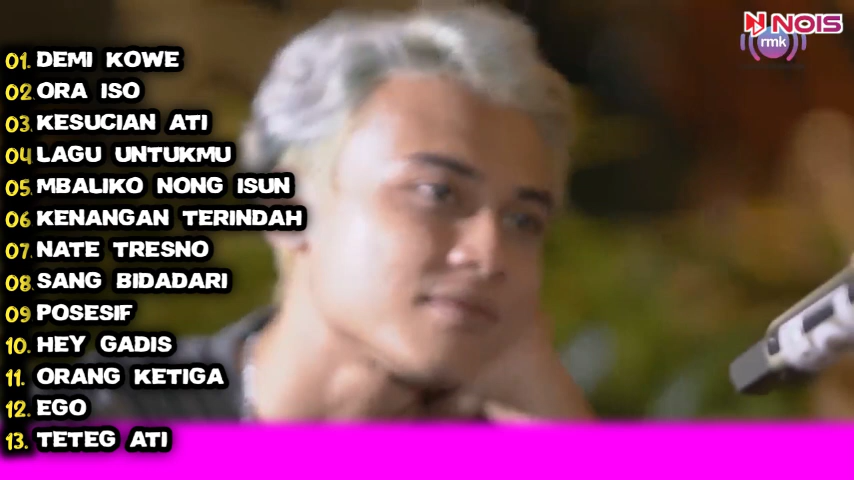 NOIS
rmk
01. DEMI KOWE
02. ORA ISO
03. KESUCIAN ATI
04. LAGU UNTUKMU
05. MBALIKO NONG ISUN
06. KENANGAN TERINDAH
07. NATE TRESNO
08. SANG BIDADARI
09. POSESIF
10. HEY GADIS
11. ORANG KETIGA
12. EGO
13. TETEG ATI